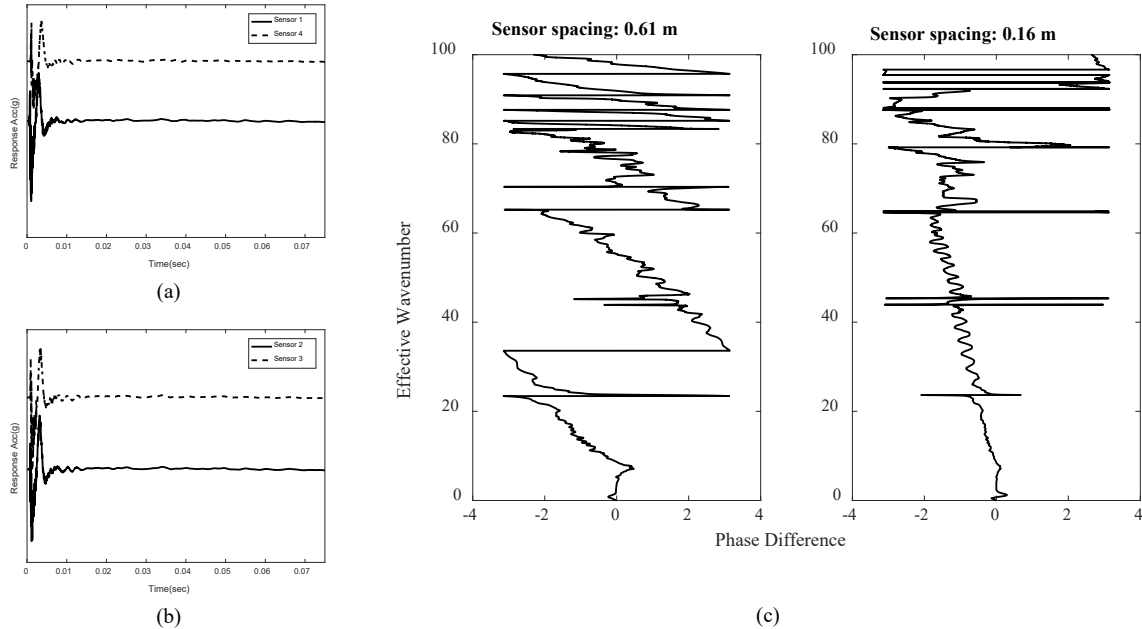 (a)
Sensor 1
Sensor 4
Response Acc(g)
0 0.01 0.02 0.03 0.04 0.05 0.06 0.07
Time(sec)
(a)
Sensor 2
Sensor 3
Response Acc(g)
0 0.01 0.02 0.03 0.04 0.05 0.06 0.07
Time(sec)
(b)
Sensor spacing: 0.61 m
Sensor spacing: 0.16 m
Effective Wavenumber
100
80
60
40
20
0
-4 -2 0 2 4
100
80
60
40
20
0
-4 -2 0 2 4
Phase Difference
(c)